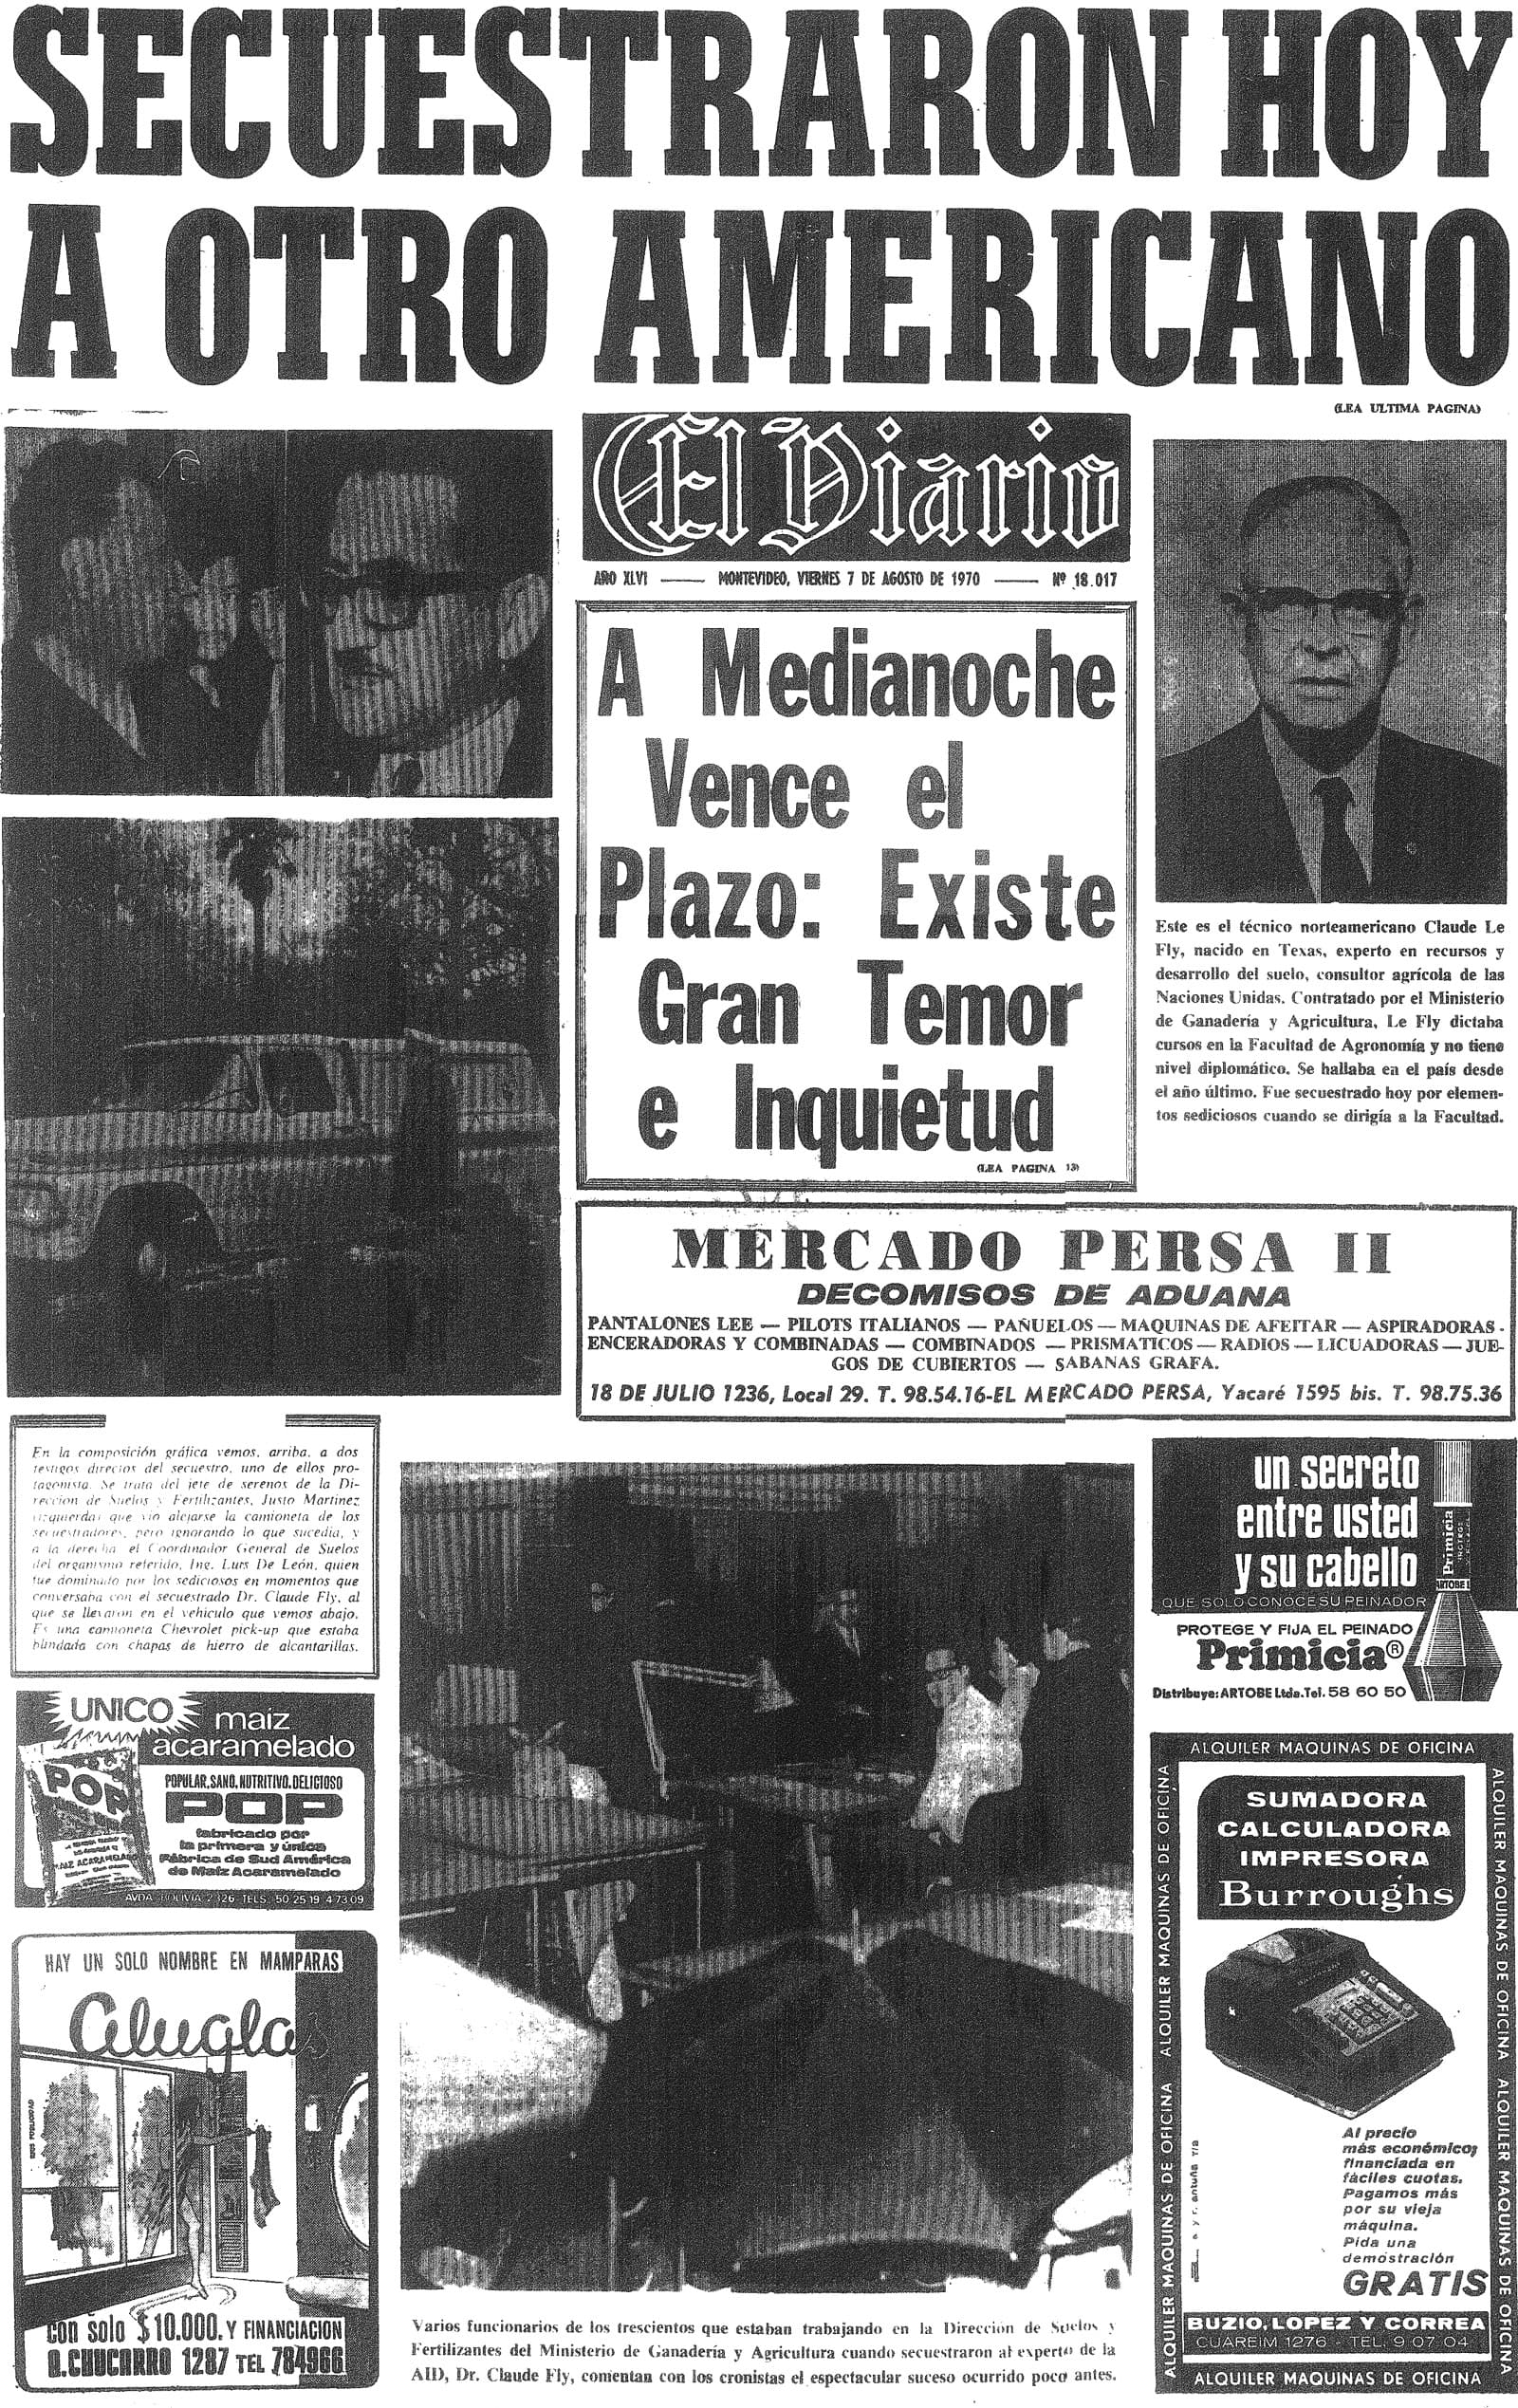 SECUESTRARON HOY
A OTRO AMERICANO
(LEA ULTIMA PAGINA)
El Diario
AÑO XLVI — MONTEVIDEO, VIERNES 7 DE AGOSTO DE 1970 — Nº 18.017
A Medianoche
Vence el
Plazo: Existe
Gran Temor
e Inquietud
(LEA PAGINA 13)
Este es el técnico norteamericano Claude Le
Fly, nacido en Texas, experto en recursos y
desarrollo del suelo, consultor agrícola de las
Naciones Unidas. Contratado por el Ministerio
de Ganadería y Agricultura, Le Fly dictaba
cursos en la Facultad de Agronomía y no tiene
nivel diplomático. Se hallaba en el país desde
el año último. Fue secuestrado hoy por elemen-
tos sediciosos cuando se dirigía a la Facultad.
MERCADO PERSA II
DECOMISOS DE ADUANA
PANTALONES LEE — PILOTS ITALIANOS — PAÑUELOS — MAQUINAS DE AFEITAR — ASPIRADORAS -
ENCERADORAS Y COMBINADAS — COMBINADOS — PRISMATICOS — RADIOS — LICUADORAS — JUE-
GOS DE CUBIERTOS — SABANAS GRAFA.
18 DE JULIO 1236, Local 29. T. 98.54.16-EL MERCADO PERSA, Yacaré 1595 bis. T. 98.75.36
En la composición gráfica vemos, arriba, a dos
testigos directos del secuestro, uno de ellos pro-
tagonista. Se trata del jefe de serenos de la Di-
rección de Suelos y Fertilizantes, Justo Martínez
(izquierda) que vio alejarse la camioneta de los
secuestradores, pero ignorando lo que sucedía, y
a la derecha el Coordinador General de Suelos
del organismo referido, Ing. Luis De León, quien
fue dominado por los sediciosos en momentos que
conversaba con el secuestrado Dr. Claude Fly, al
que se llevaron en el vehículo que vemos abajo.
Es una camioneta Chevrolet pick-up que estaba
blindada con chapas de hierro de alcantarillas.
UNICO maíz
acaramelado
POP
POPULAR, SANO, NUTRITIVO, DELICIOSO
POP
fabricado por
la primera y única
Fábrica de Sud América
de Maíz Acaramelado
MAIZ ACARAMELADO
AVDA. BOLIVIA 2326 TELS. 50 25 19 4 73 09
HAY UN SOLO NOMBRE EN MAMPARAS
aluglas
con solo $10.000. Y FINANCIACION
D. CHUCARRO 1287 TEL 784966
Varios funcionarios de los trescientos que estaban trabajando en la Dirección de Suelos y
Fertilizantes del Ministerio de Ganadería y Agricultura cuando secuestraron al experto de la
AID, Dr. Claude Fly, comentan con los cronistas el espectacular suceso ocurrido poco antes.
un secreto
entre usted
y su cabello
QUE SOLO CONOCE SU PEINADOR
Primicia
PROTEGE Y FIJA EL PEINADO
Primicia®
Distribuye: ARTOBE Ltda. Tel. 58 60 50
ALQUILER MAQUINAS DE OFICINA
ALQUILER MAQUINAS DE OFICINA ALQUILER MAQUINAS DE OFICINA
ALQUILER MAQUINAS DE OFICINA ALQUILER MAQUINAS DE OFICINA
SUMADORA
CALCULADORA
IMPRESORA
Burroughs
Al precio
más económico;
financiada en
fáciles cuotas.
Pagamos más
por su vieja
máquina.
Pida una
demostración
GRATIS
BUZIO, LOPEZ Y CORREA
CUAREIM 1276 - TEL. 9 07 04
ALQUILER MAQUINAS DE OFICINA